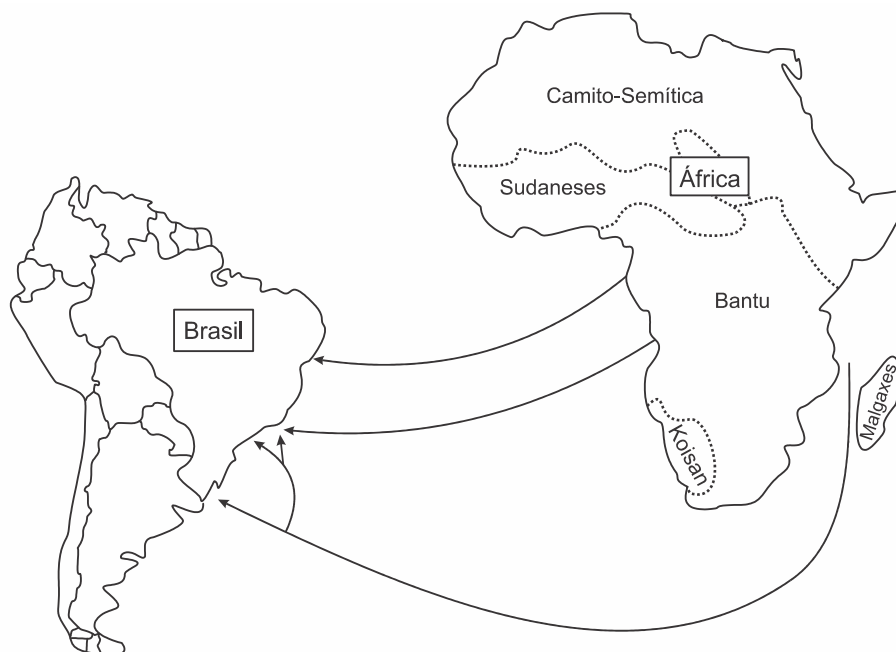 Camito-Semítica
África
Sudaneses
Bantu
Brasil
Malgaxes
Koisan